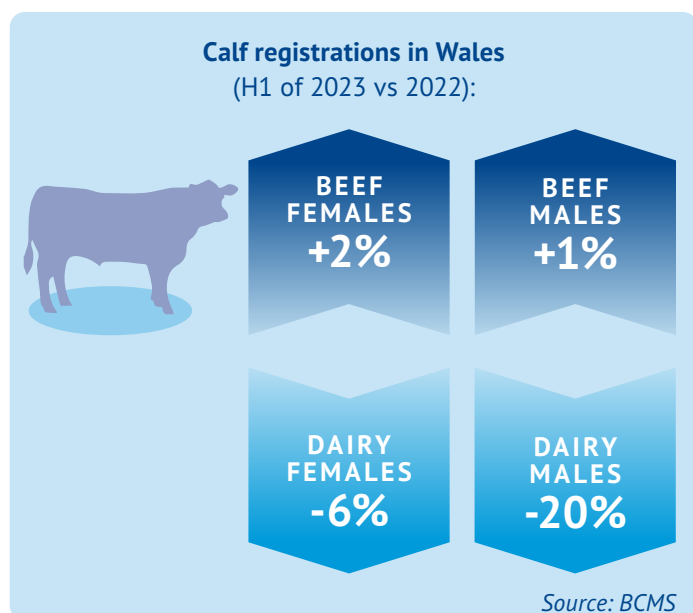 Calf registrations in Wales
(H1 of 2023 vs 2022):
BEEF
FEMALES
+2%
BEEF
MALES
+1%
DAIRY
FEMALES
-6%
DAIRY
MALES
-20%
Source: BCMS